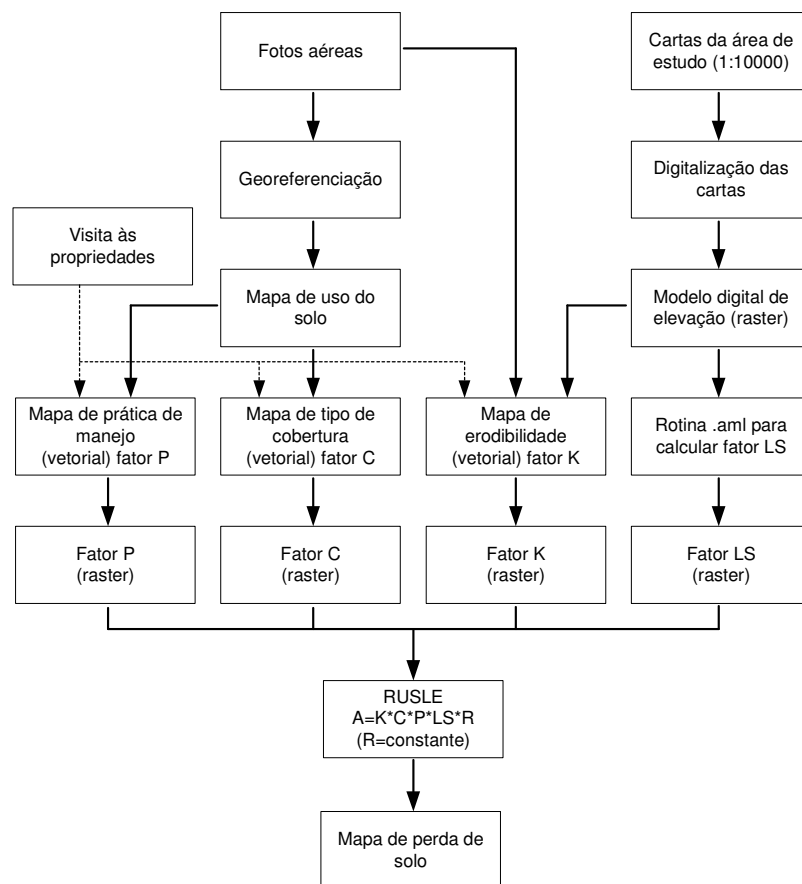 Fotos aéreas
Cartas da área de
estudo (1:10000)
Georeferenciação
Digitalização das
cartas
Visita às
propriedades
Mapa de uso do
solo
Modelo digital de
elevação (raster)
Mapa de prática de
manejo
(vetorial) fator P
Mapa de tipo de
cobertura
(vetorial) fator C
Mapa de
erodibilidade
(vetorial) fator K
Rotina .aml para
calcular fator LS
Fator P
(raster)
Fator C
(raster)
Fator K
(raster)
Fator LS
(raster)
RUSLE
A=K*C*P*LS*R
(R=constante)
Mapa de perda de
solo